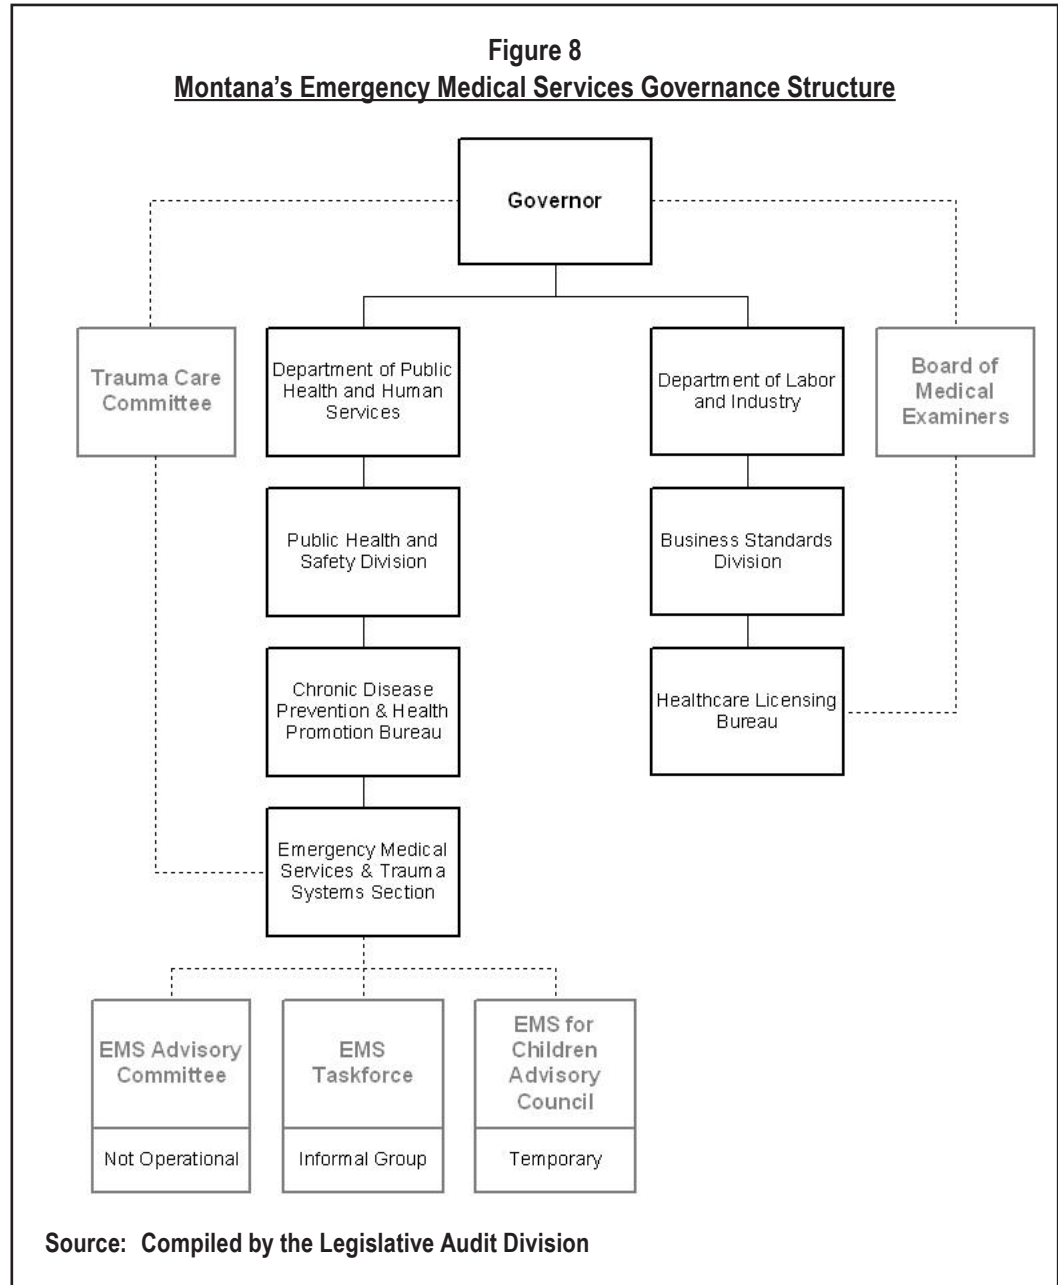 Figure 8
Montana’s Emergency Medical Services Governance Structure
Governor
Trauma Care
Committee
Department of Public
Health and Human
Services
Department of Labor
and Industry
Board of
Medical
Examiners
Public Health and
Safety Division
Business Standards
Division
Chronic Disease
Prevention & Health
Promotion Bureau
Healthcare Licensing
Bureau
Emergency Medical
Services & Trauma
Systems Section
EMS Advisory
Committee
Not Operational
EMS
Taskforce
Informal Group
EMS for
Children
Advisory
Council
Temporary
Source: Compiled by the Legislative Audit Division